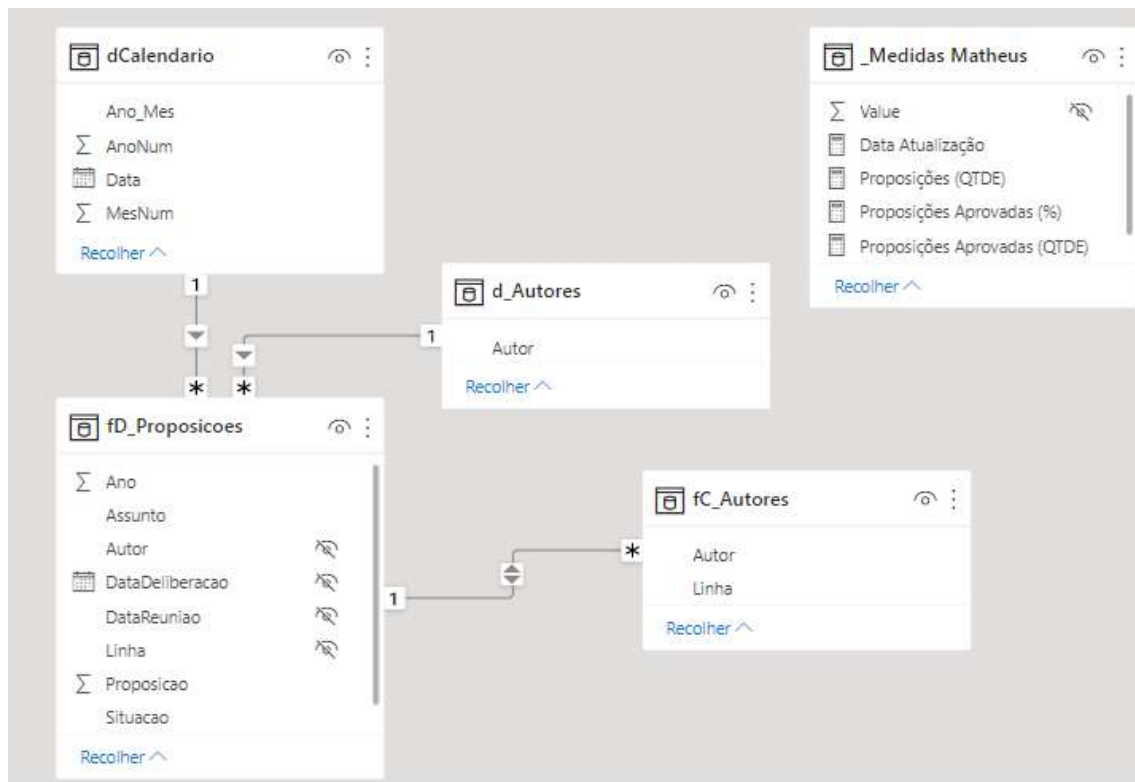 dCalendario
Ano_Mes
AnoNum
Data
MesNum
Recolher
_Medidas Matheus
Value
Data Atualização
Proposições (QTDE)
Proposições Aprovadas (%)
Proposições Aprovadas (QTDE)
Recolher
1
d_Autores
1
Autor
Recolher
* *
fD_Proposicoes
Ano
Assunto
Autor
DataDeliberacao
DataReuniao
Linha
Proposicao
Situacao
Recolher
1
*
fC_Autores
Autor
Linha
Recolher